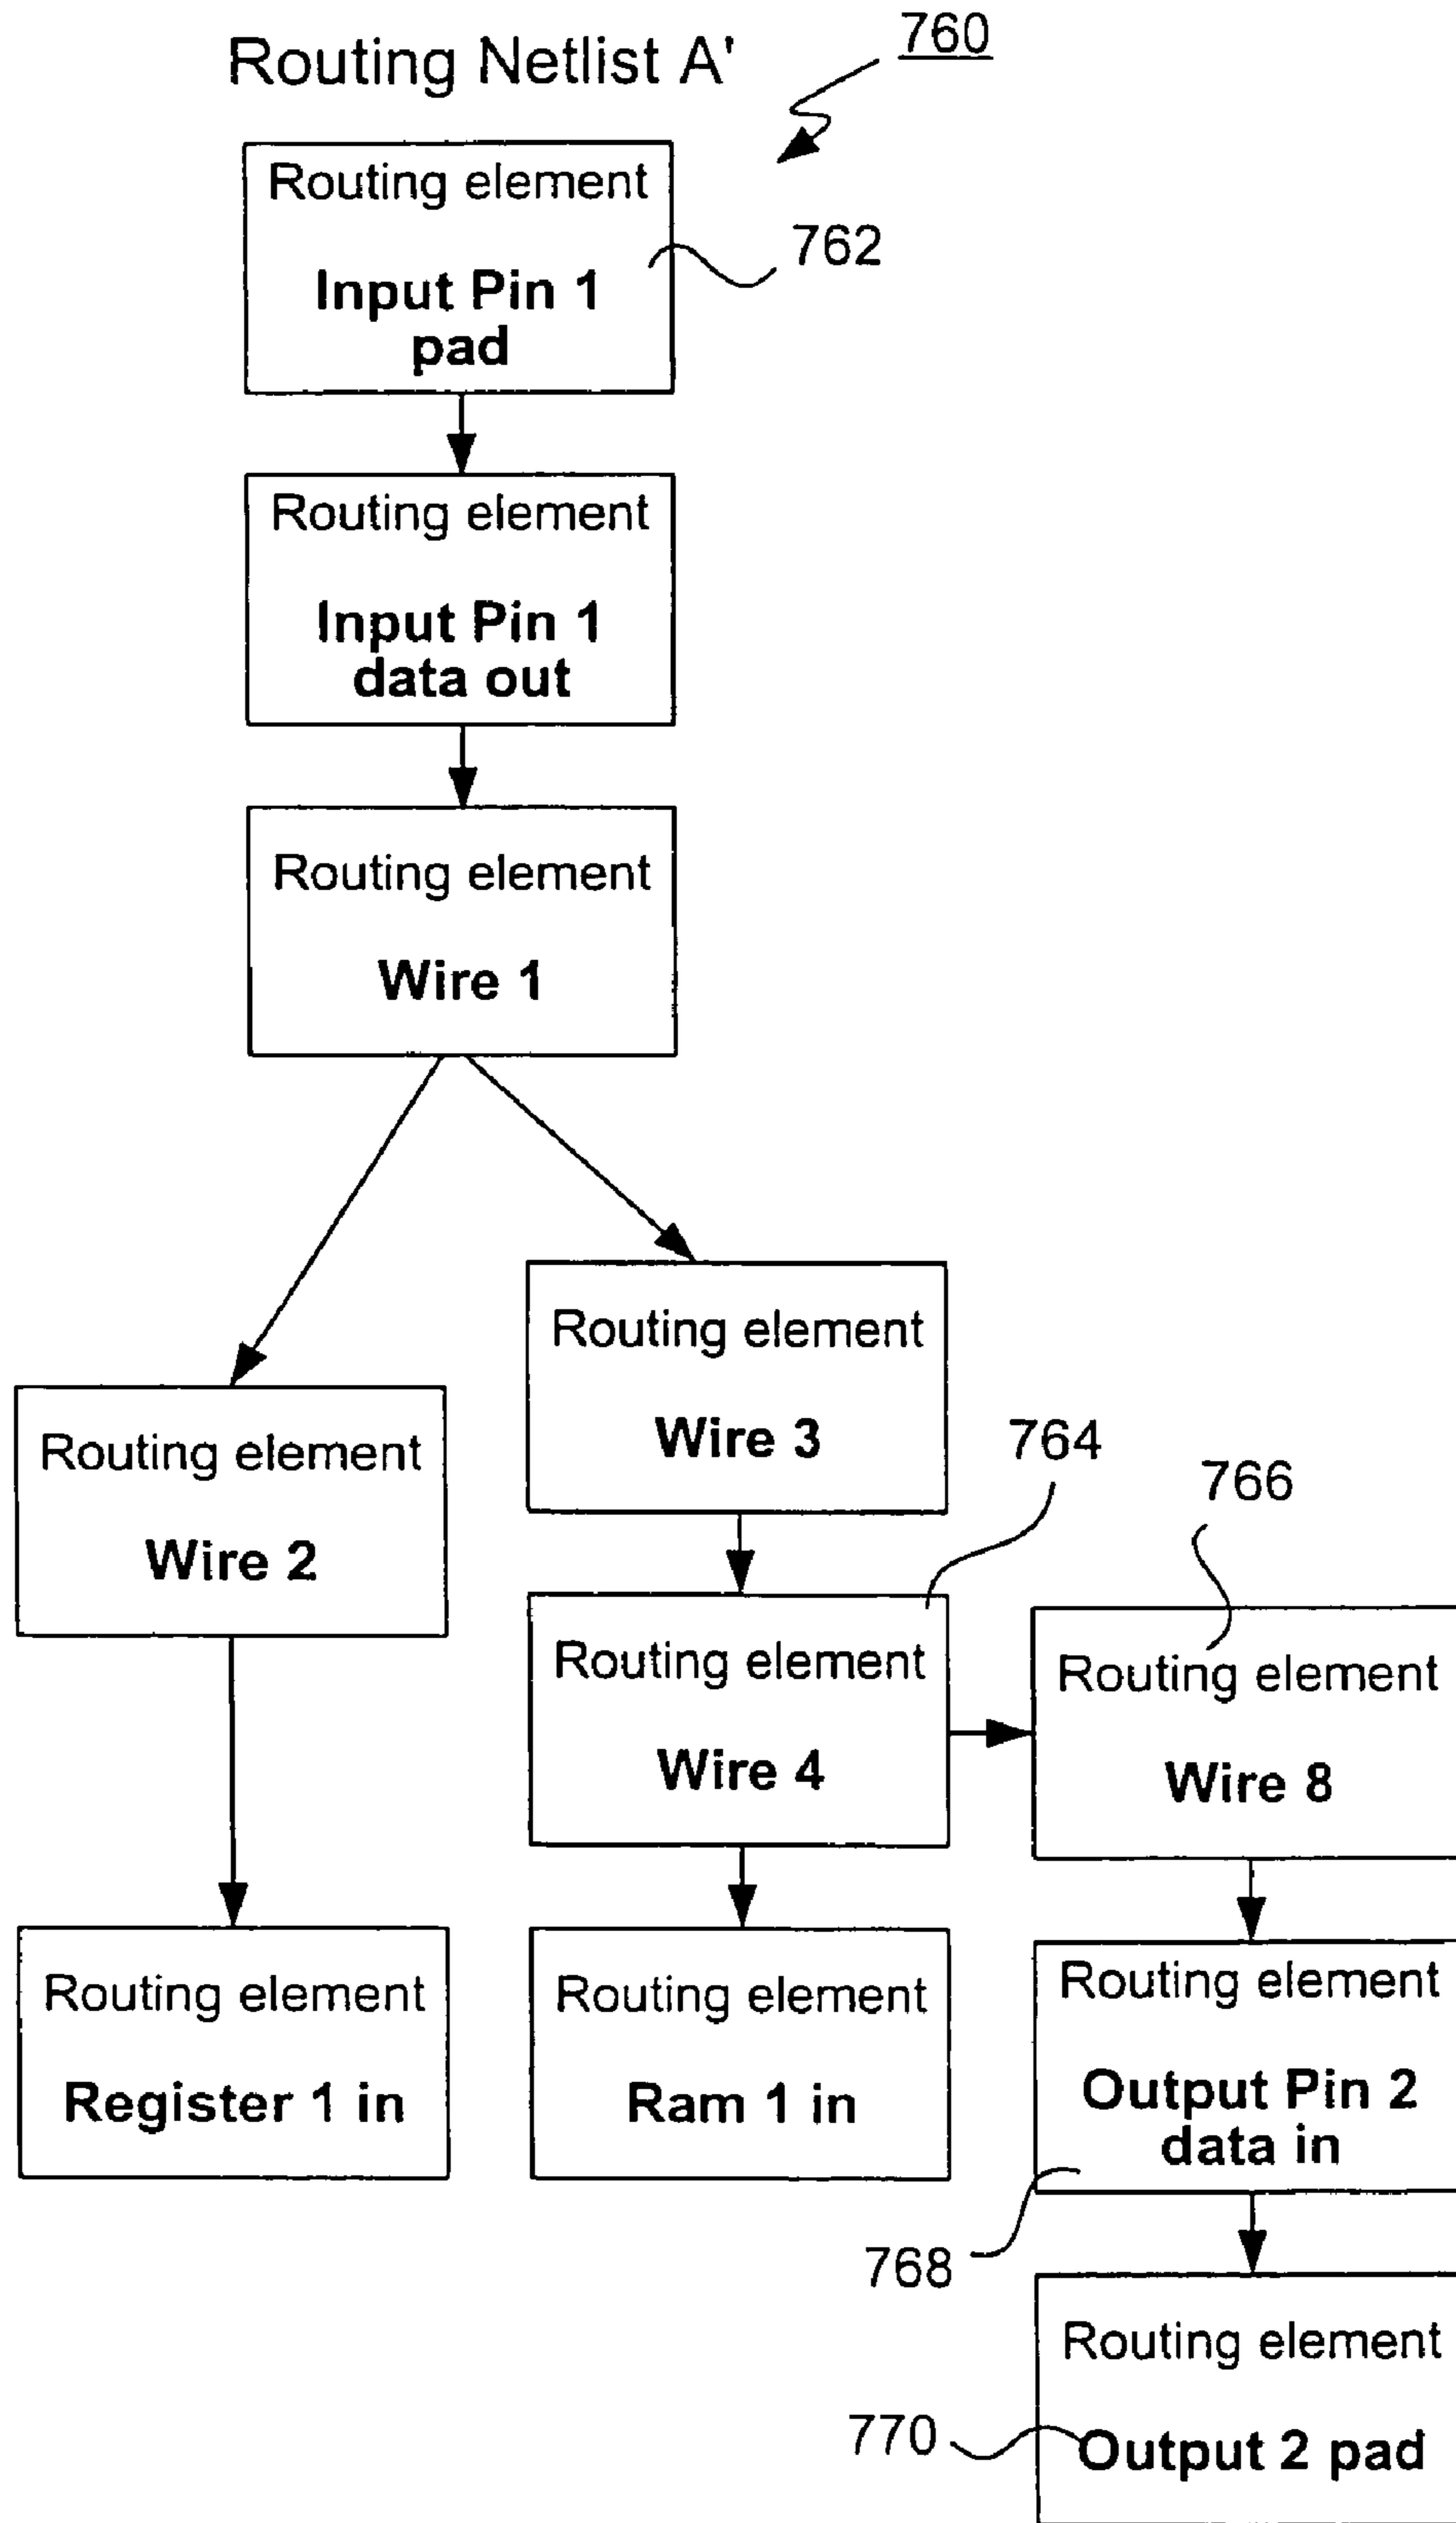 Routing Netlist A'
760
Routing element
Input Pin 1
pad
762
Routing element
Input Pin 1
data out
Routing element
Wire 1
Routing element
Wire 3
Routing element
Wire 2
764
766
Routing element
Wire 4
Routing element
Wire 8
Routing element
Register 1 in
Routing element
Ram 1 in
Routing element
Output Pin 2
data in
768
Routing element
Output 2 pad
770